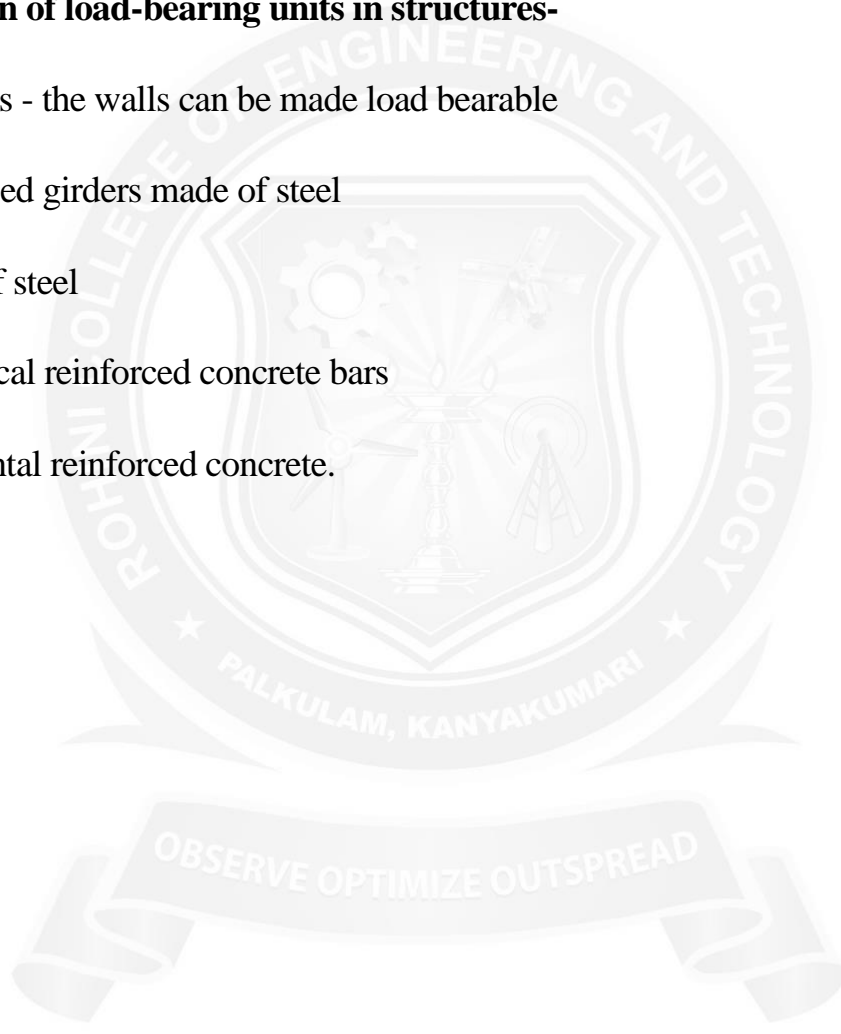 n of load-bearing units in structures-
s - the walls can be made load bearable
ed girders made of steel
f steel
cal reinforced concrete bars
ntal reinforced concrete.
ROHINI COLLEGE OF ENGINEERING AND TECHNOLOGY
PALKULAM, KANYAKUMARI
OBSERVE OPTIMIZE OUTSPREAD